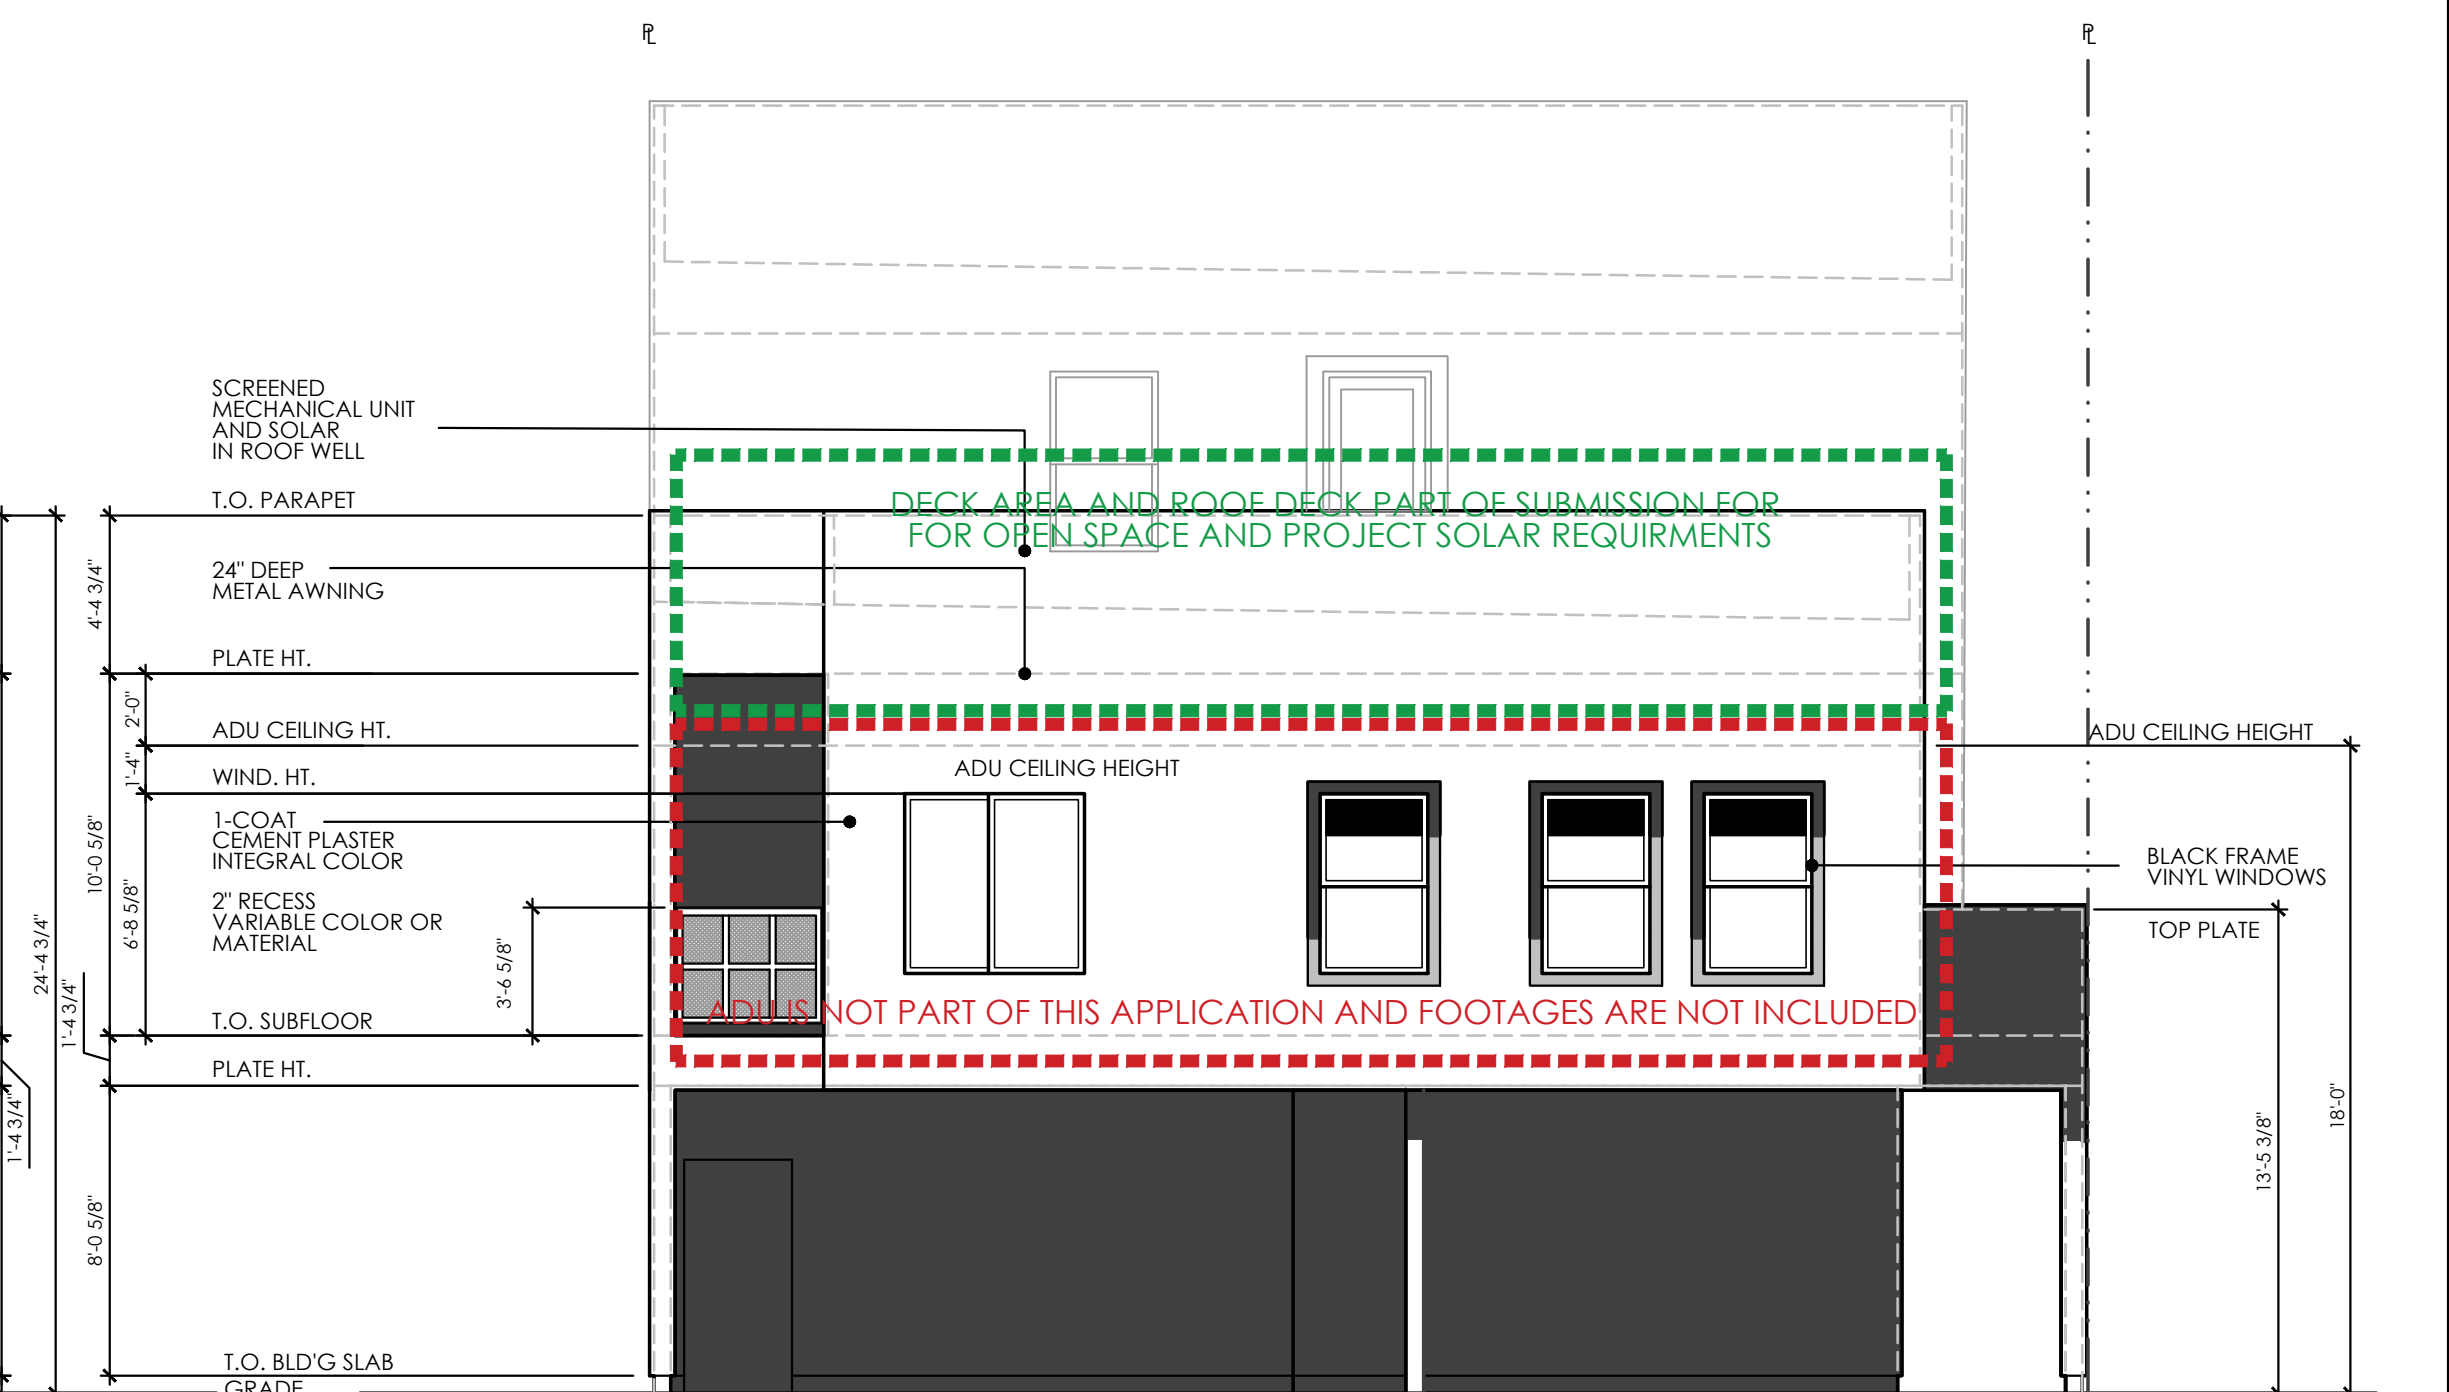 PL
PL
SCREENED
MECHANICAL UNIT
AND SOLAR
IN ROOF WELL
T.O. PARAPET
DECK AREA AND ROOF DECK PART OF SUBMISSION FOR
FOR OPEN SPACE AND PROJECT SOLAR REQUIRMENTS
24" DEEP
METAL AWNING
4'-4 3/4"
PLATE HT.
2'-0"
ADU CEILING HT.
ADU CEILING HEIGHT
1'-4"
WIND. HT.
ADU CEILING HEIGHT
1-COAT
CEMENT PLASTER
INTEGRAL COLOR
10'-0 5/8"
6'-8 5/8"
BLACK FRAME
VINYL WINDOWS
2" RECESS
VARIABLE COLOR OR
MATERIAL
TOP PLATE
24'-4 3/4"
3'-6 5/8"
1'-4 3/4"
T.O. SUBFLOOR
ADU IS NOT PART OF THIS APPLICATION AND FOOTAGES ARE NOT INCLUDED
PLATE HT.
1'-4 3/4"
18'-0"
13'-5 3/8"
8'-0 5/8"
T.O. BLD'G SLAB
GRADE